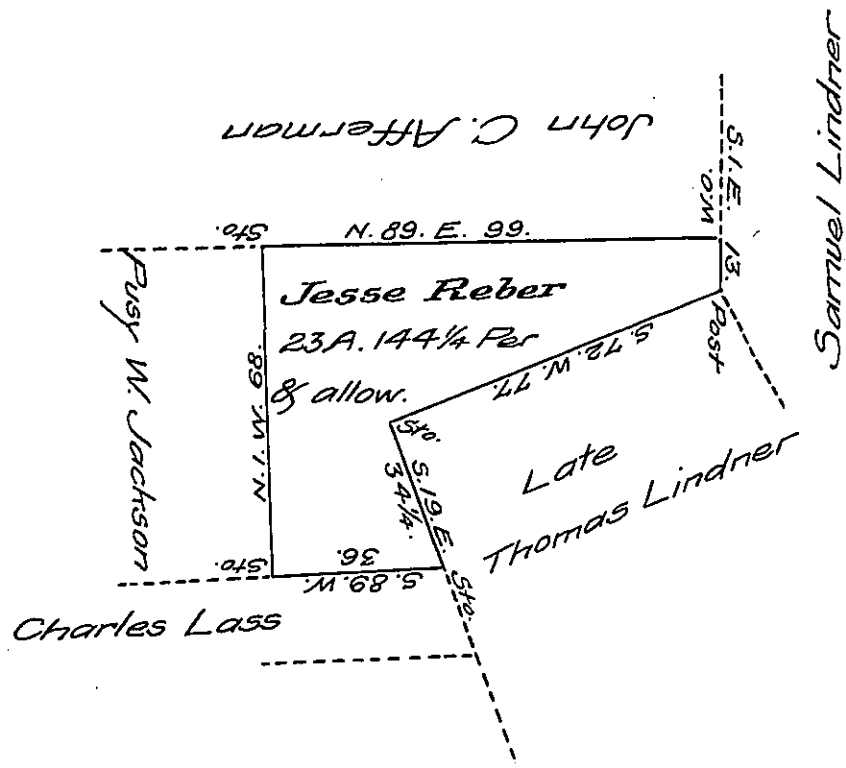 Samuel Lindner
John C. Afferman
S.1.E. 13.
W.O.
Sto.
N. 89. E. 99.
Pusy W. Jackson
Jesse Reber
23A. 144¼ Per
& allow.
N.1.W. 68.
Post
S. 72. W. 77.
Sto.
S.19.E.
34¼.
Late
Thomas Lindner
Sto.
S. 89. W.
36.
Sto.
Charles Lass